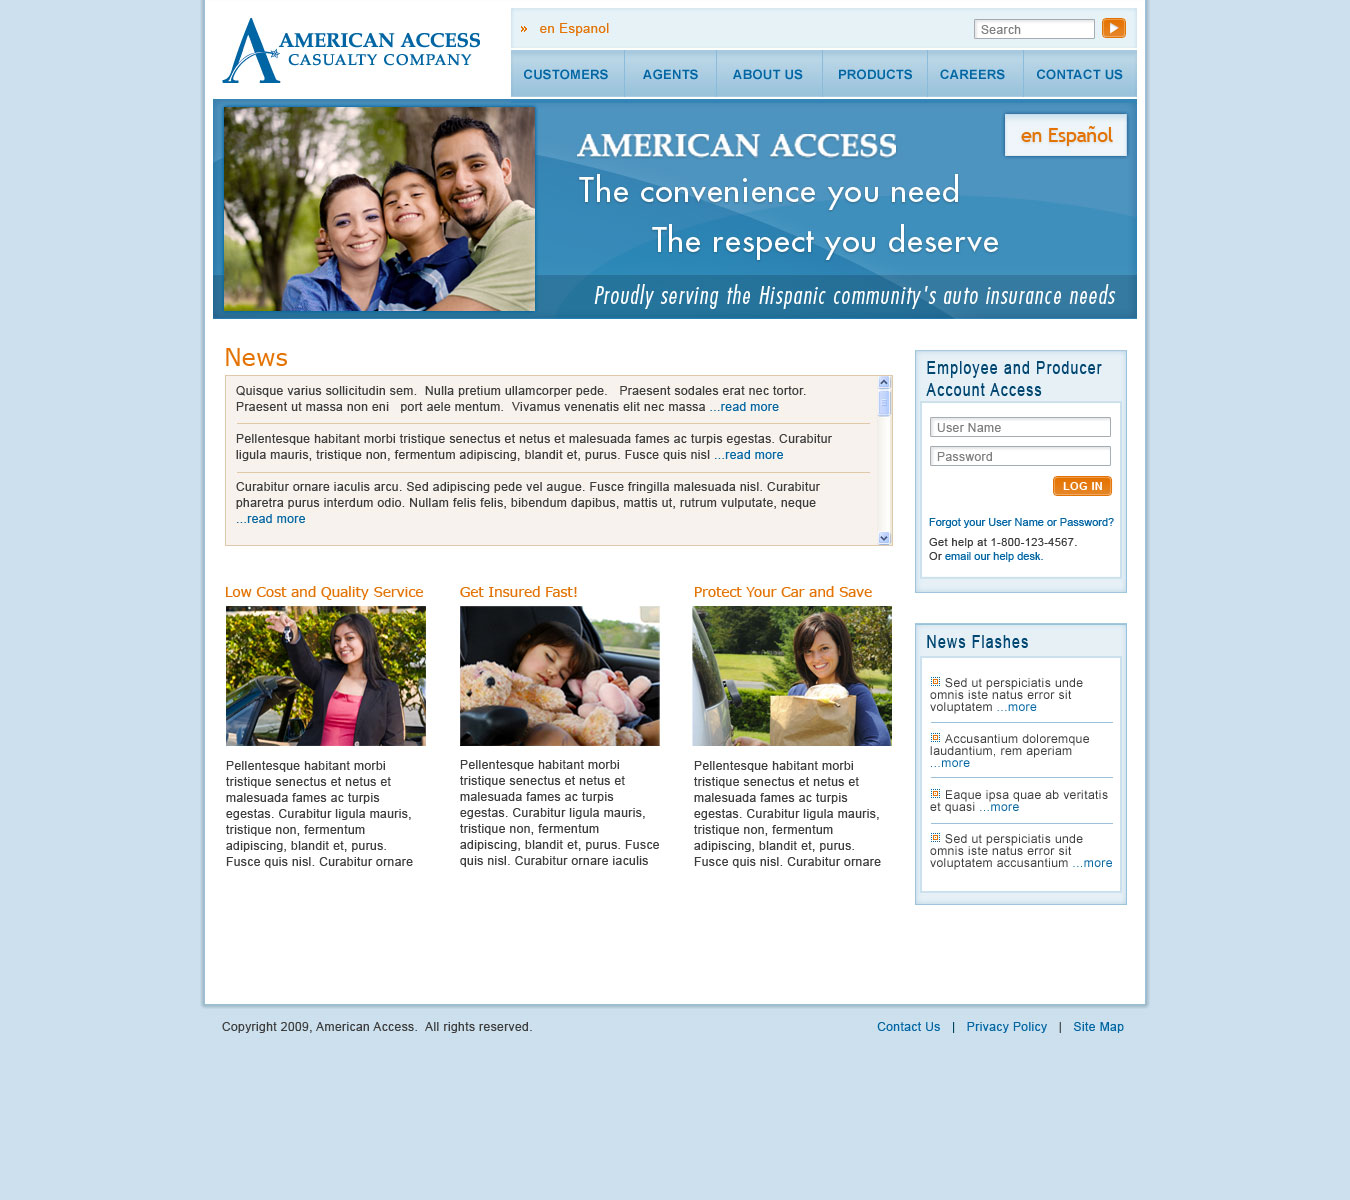 AMERICAN ACCESS
CASUALTY COMPANY
» en Espanol
Search
CUSTOMERS
AGENTS
ABOUT US
PRODUCTS
CAREERS
CONTACT US
AMERICAN ACCESS
en Español
The convenience you need
The respect you deserve
Proudly serving the Hispanic community's auto insurance needs
News
Quisque varius sollicitudin sem. Nulla pretium ullamcorper pede. Praesent sodales erat nec tortor.
Praesent ut massa non eni port aele mentum. Vivamus venenatis elit nec massa ...read more
Pellentesque habitant morbi tristique senectus et netus et malesuada fames ac turpis egestas. Curabitur
ligula mauris, tristique non, fermentum adipiscing, blandit et, purus. Fusce quis nisl ...read more
Curabitur ornare iaculis arcu. Sed adipiscing pede vel augue. Fusce fringilla malesuada nisl. Curabitur
pharetra purus interdum odio. Nullam felis felis, bibendum dapibus, mattis ut, rutrum vulputate, neque
...read more
Employee and Producer
Account Access
User Name
Password
LOG IN
Forgot your User Name or Password?
Get help at 1-800-123-4567.
Or email our help desk.
Low Cost and Quality Service
Pellentesque habitant morbi
tristique senectus et netus et
malesuada fames ac turpis
egestas. Curabitur ligula mauris,
tristique non, fermentum
adipiscing, blandit et, purus.
Fusce quis nisl. Curabitur ornare
Get Insured Fast!
Pellentesque habitant morbi
tristique senectus et netus et
malesuada fames ac turpis
egestas. Curabitur ligula mauris,
tristique non, fermentum
adipiscing, blandit et, purus. Fusce
quis nisl. Curabitur ornare iaculis
Protect Your Car and Save
Pellentesque habitant morbi
tristique senectus et netus et
malesuada fames ac turpis
egestas. Curabitur ligula mauris,
tristique non, fermentum
adipiscing, blandit et, purus.
Fusce quis nisl. Curabitur ornare
News Flashes
Sed ut perspiciatis unde
omnis iste natus error sit
voluptatem ...more
Accusantium doloremque
laudantium, rem aperiam
...more
Eaque ipsa quae ab veritatis
et quasi ...more
Sed ut perspiciatis unde
omnis iste natus error sit
voluptatem accusantium ...more
Copyright 2009, American Access. All rights reserved.
Contact Us | Privacy Policy | Site Map